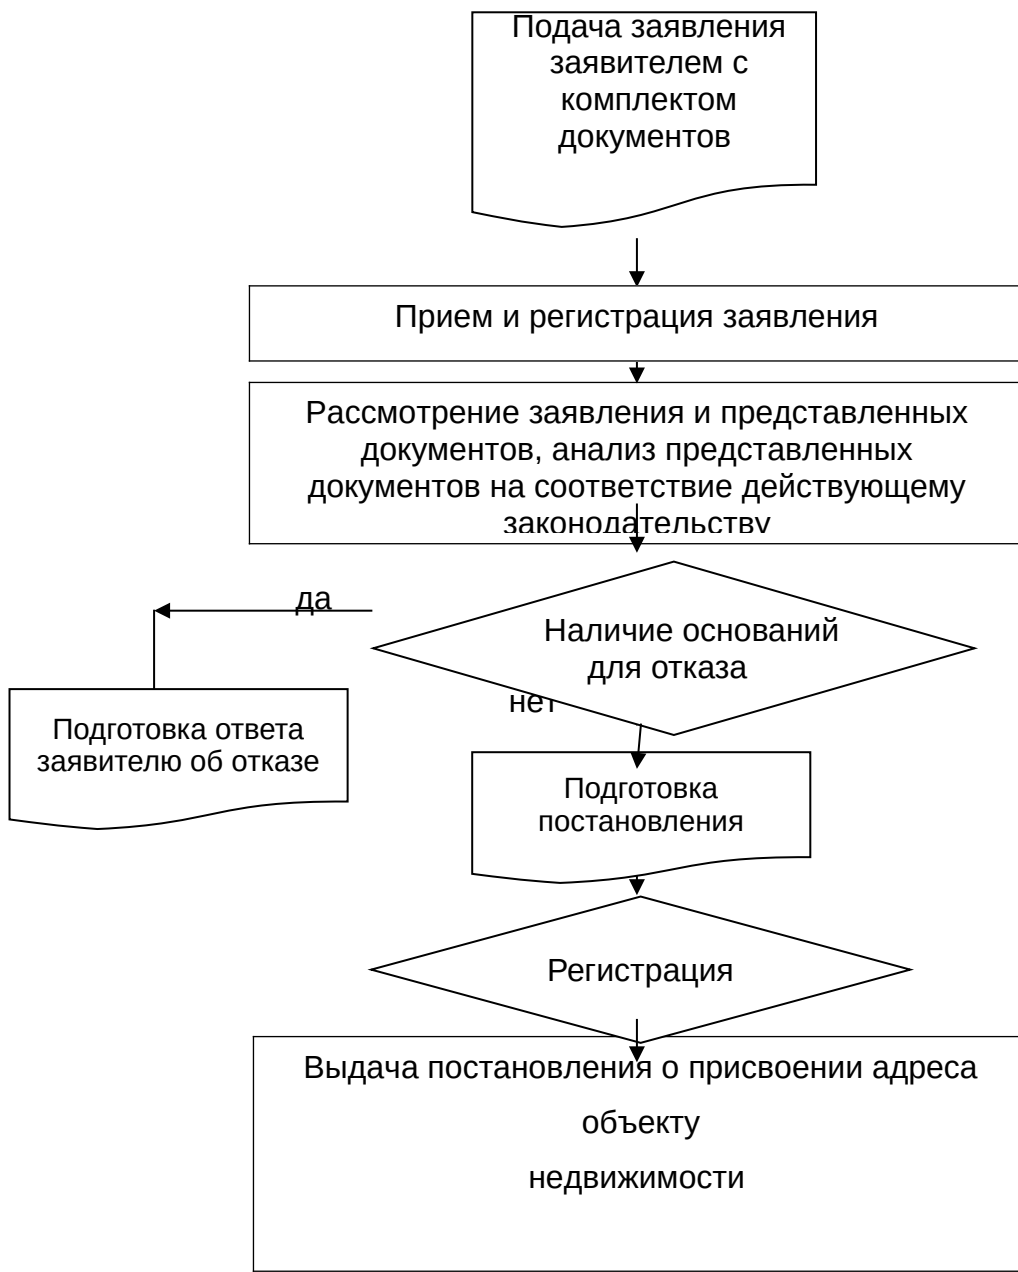 Подача заявления
заявителем с
комплектом
документов
Прием и регистрация заявления
Рассмотрение заявления и представленных
документов, анализ представленных
документов на соответствие действующему
законодательству
да
Наличие оснований
для отказа
нет
Подготовка ответа
заявителю об отказе
Подготовка
постановления
Регистрация
Выдача постановления о присвоении адреса
объекту
недвижимости